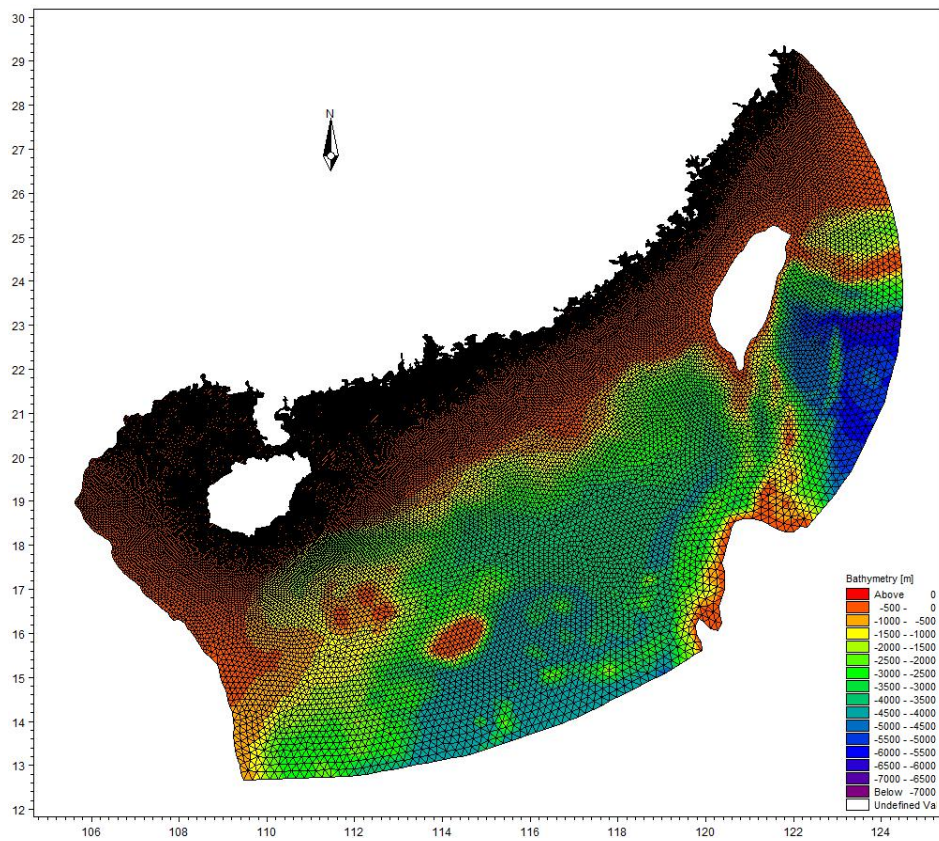 30
29
28
27
26
25
24
23
22
21
20
19
18
17
16
15
14
13
12
N
Bathymetry [m]
Above 0
-500 - 0
-1000 - -500
-1500 - -1000
-2000 - -1500
-2500 - -2000
-3000 - -2500
-3500 - -3000
-4000 - -3500
-4500 - -4000
-5000 - -4500
-5500 - -5000
-6000 - -5500
-6500 - -6000
-7000 - -6500
Below -7000
Undefined Val
106 108 110 112 114 116 118 120 122 124